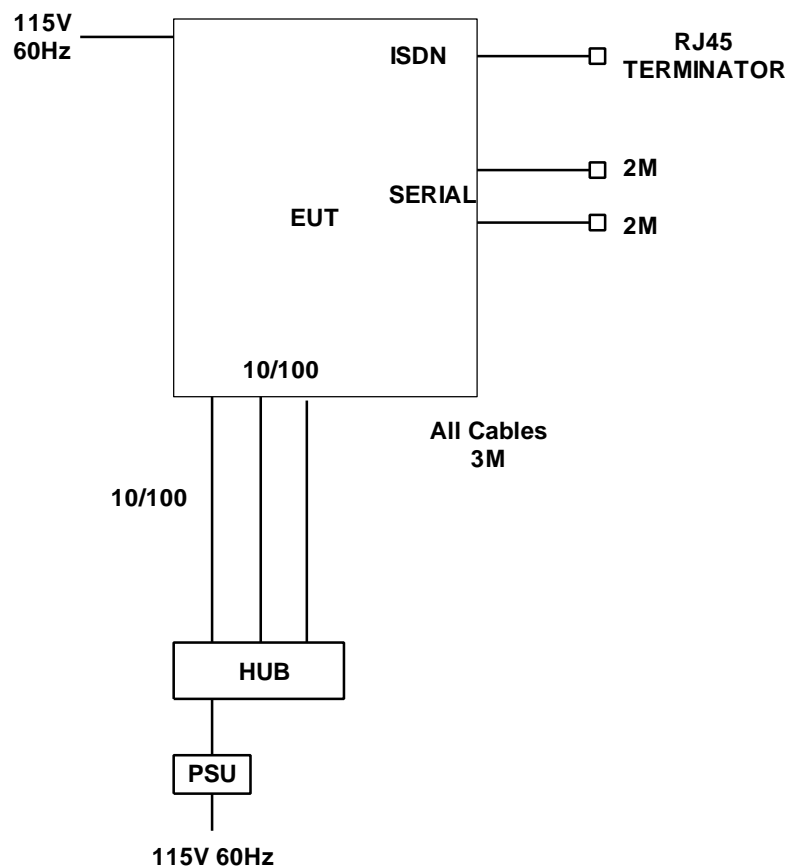 115V
60Hz
ISDN
RJ45
TERMINATOR
2M
SERIAL
EUT
2M
10/100
All Cables
3M
10/100
HUB
PSU
115V 60Hz